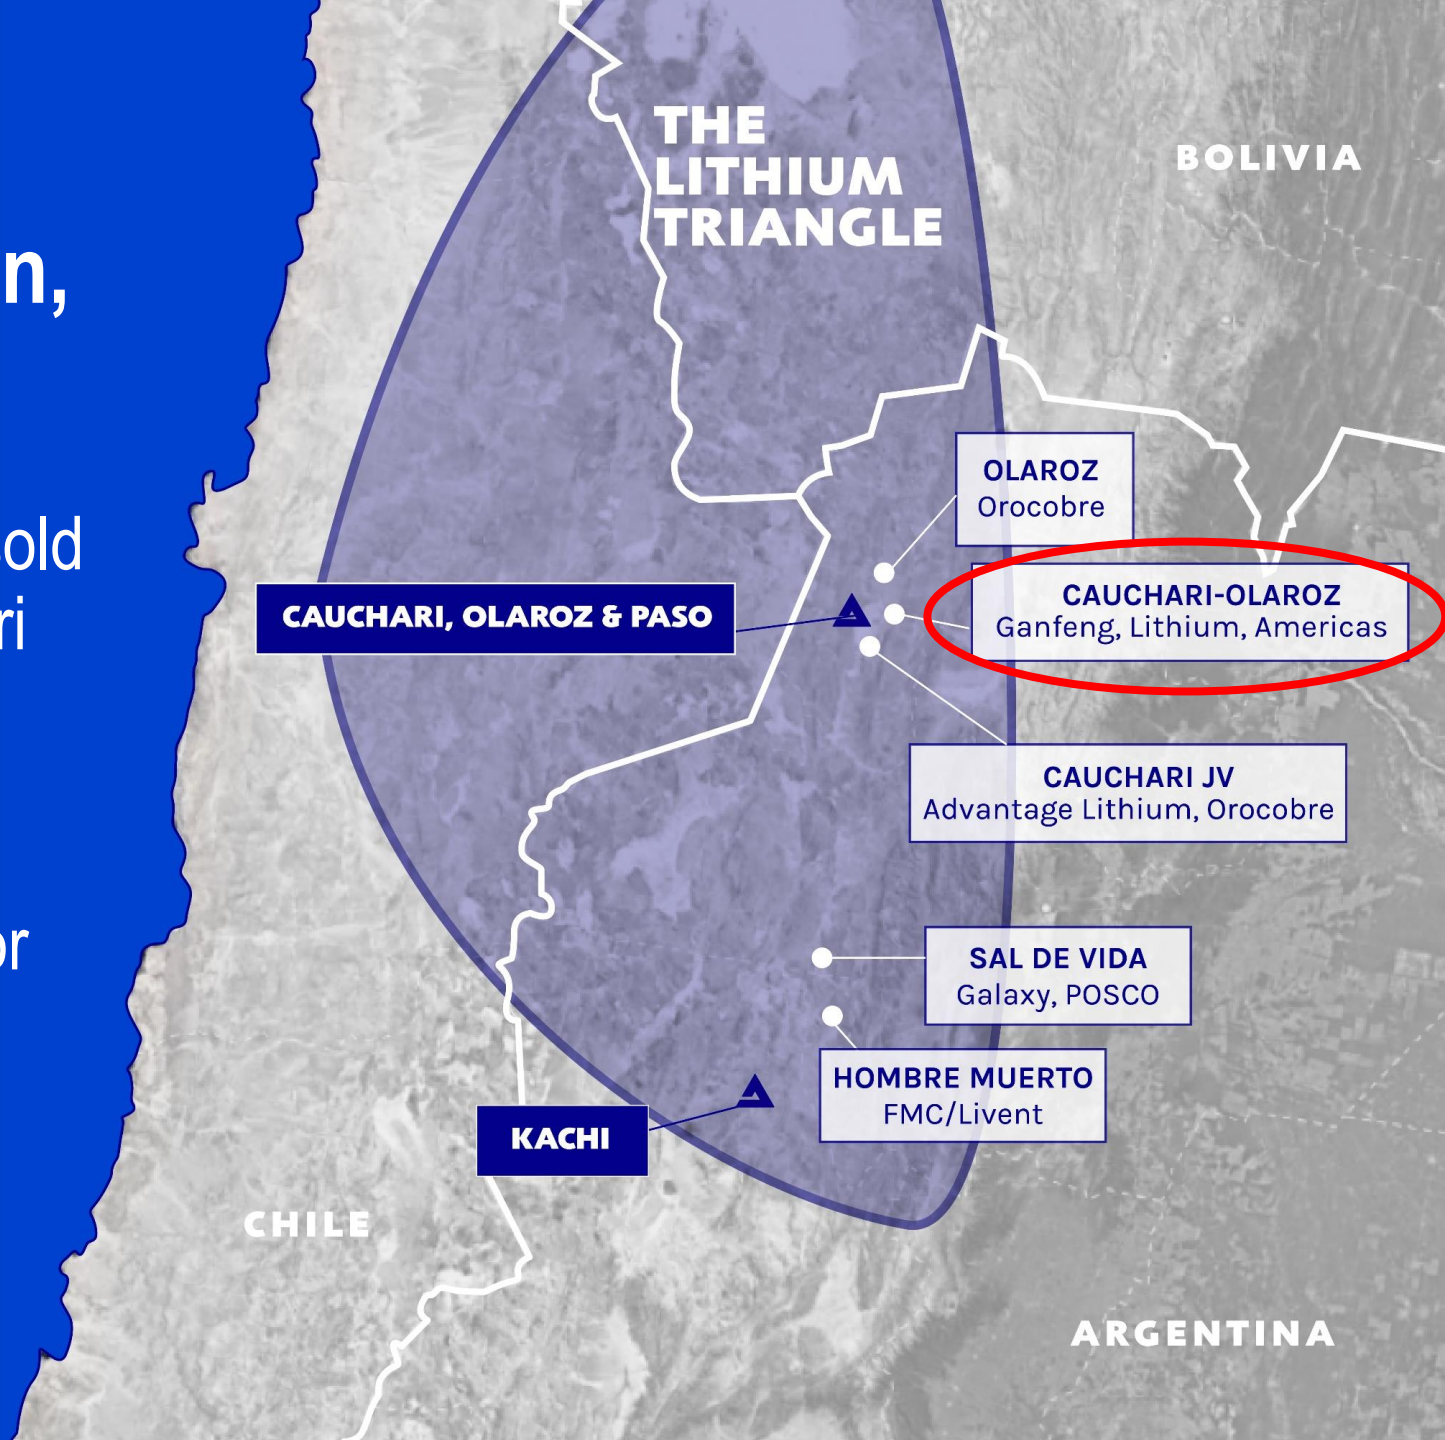 n,
old
ri
or
THE
LITHIUM
TRIANGLE
BOLIVIA
OLAROZ
Orocobre
CAUCHARI, OLAROZ & PASO
CAUCHARI-OLAROZ
Ganfeng, Lithium, Americas
CAUCHARI JV
Advantage Lithium, Orocobre
SAL DE VIDA
Galaxy, POSCO
HOMBRE MUERTO
FMC/Livent
KACHI
CHILE
ARGENTINA